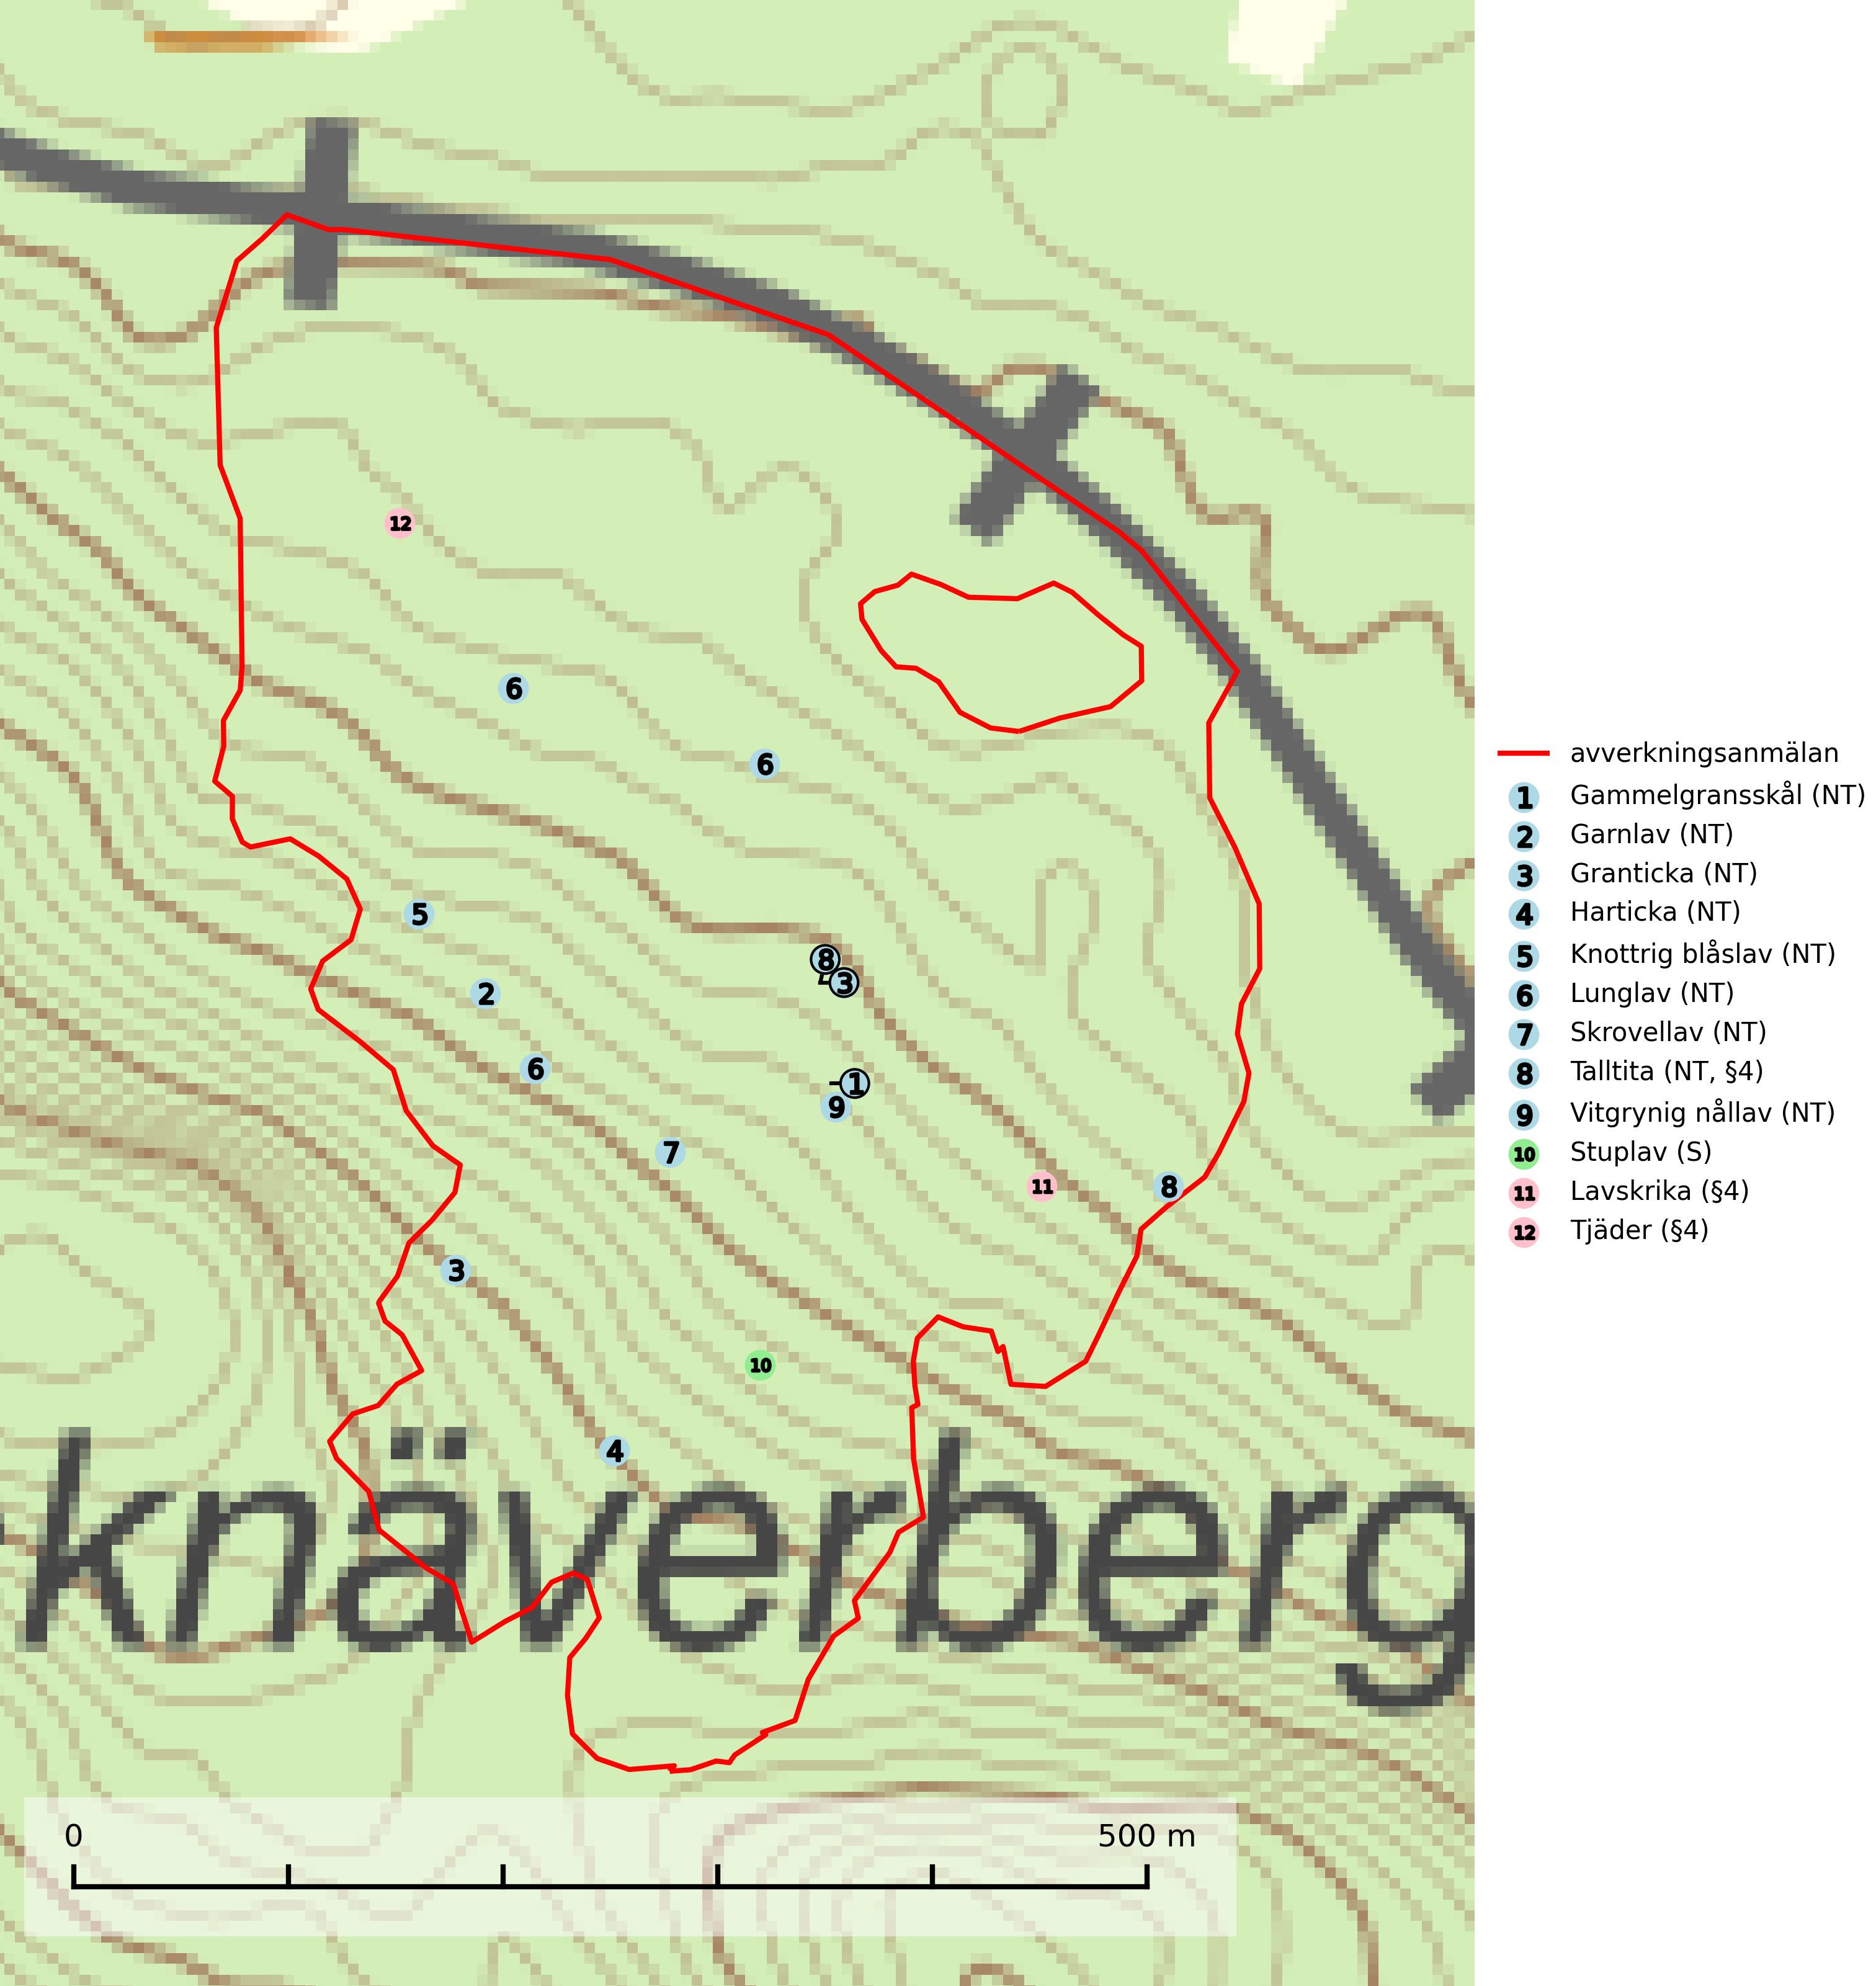 12
6
6
5
8
2
3
6
1
9
7
11
8
3
10
4
knäverberg
0 500 m
avverkningsanmälan
1 Gammelgransskål (NT)
2 Garnlav (NT)
3 Granticka (NT)
4 Harticka (NT)
5 Knottrig blåslav (NT)
6 Lunglav (NT)
7 Skrovellav (NT)
8 Talltita (NT, §4)
9 Vitgrynig nållav (NT)
10 Stuplav (S)
11 Lavskrika (§4)
12 Tjäder (§4)